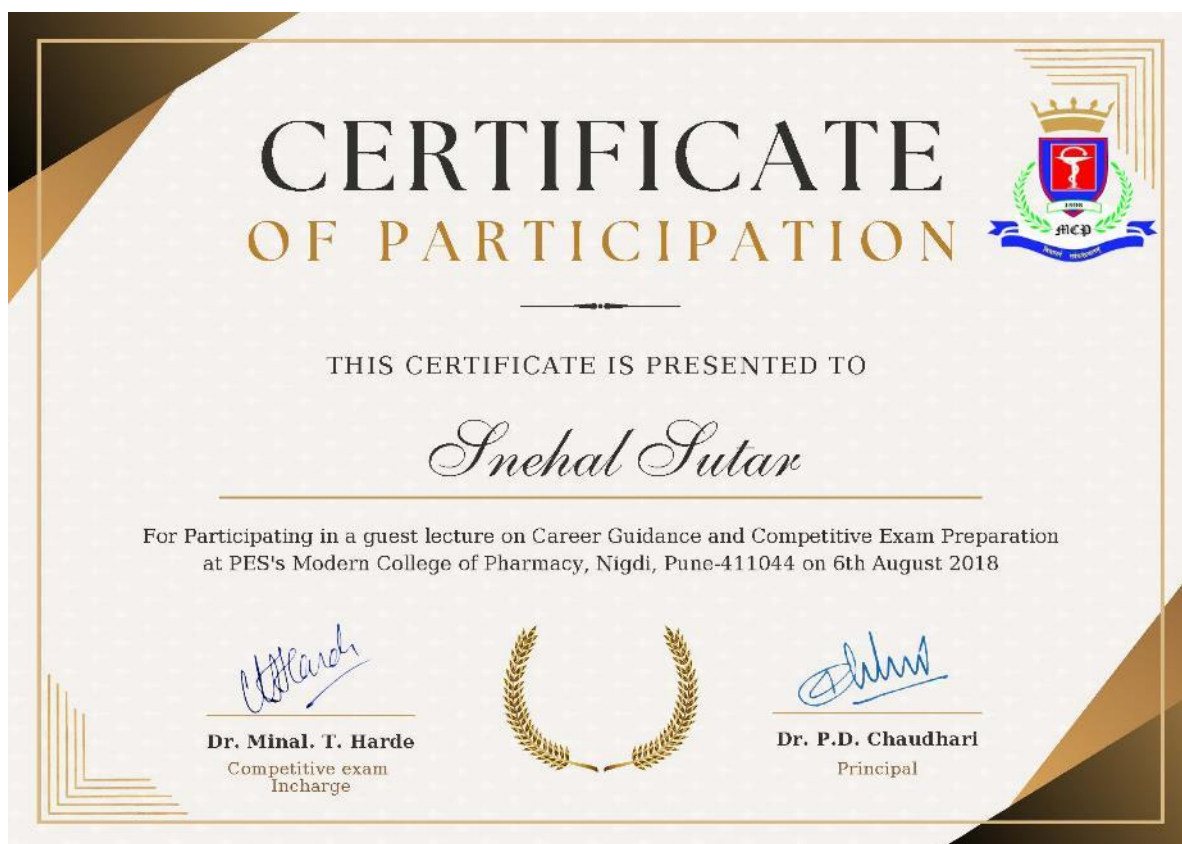 CERTIFICATE
OF PARTICIPATION
MCP
THIS CERTIFICATE IS PRESENTED TO
Snehal Sutar
For Participating in a guest lecture on Career Guidance and Competitive Exam Preparation
at PES's Modern College of Pharmacy, Nigdi, Pune-411044 on 6th August 2018
Dr. Minal. T. Harde
Competitive exam
Incharge
Dr. P.D. Chaudhari
Principal